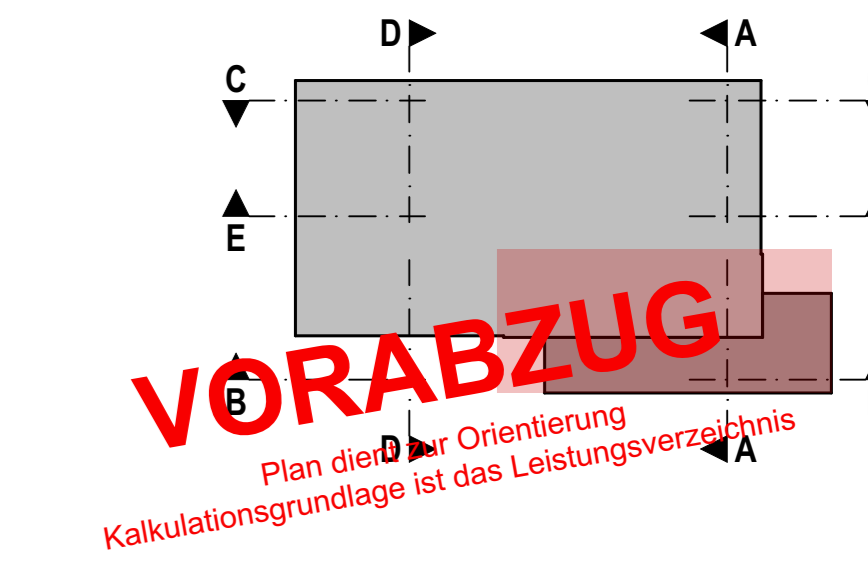 D A
C
E
VORABZUG
B
Plan dient zur Orientierung
D A
Kalkulationsgrundlage ist das Leistungsverzeichnis